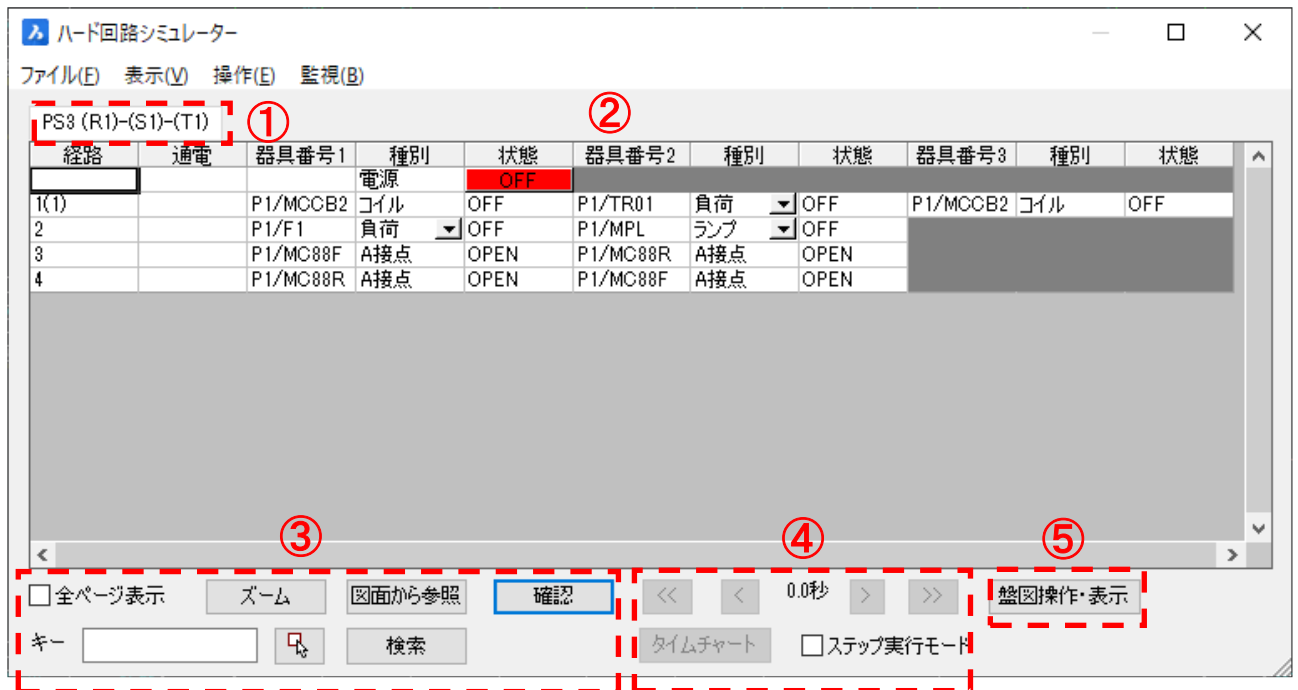 ハード回路シミュレーター
ファイル(F) 表示(V) 操作(E) 監視(B)
PS3 (R1)-(S1)-(T1) ① ②
経路 通電 器具番号1 種別 状態 器具番号2 種別 状態 器具番号3 種別 状態
電源 OFF
1(1) P1/MCCB2 コイル OFF P1/TR01 負荷 OFF P1/MCCB2 コイル OFF
2 P1/F1 負荷 OFF P1/MPL ランプ OFF
3 P1/MC88F A接点 OPEN P1/MC88R A接点 OPEN
4 P1/MC88R A接点 OPEN P1/MC88F A接点 OPEN
③ ④ ⑤
全ページ表示 ズーム 図面から参照 確認 << < 0.0秒 > >> 盤図操作・表示
キー 検索 タイムチャート ステップ実行モード